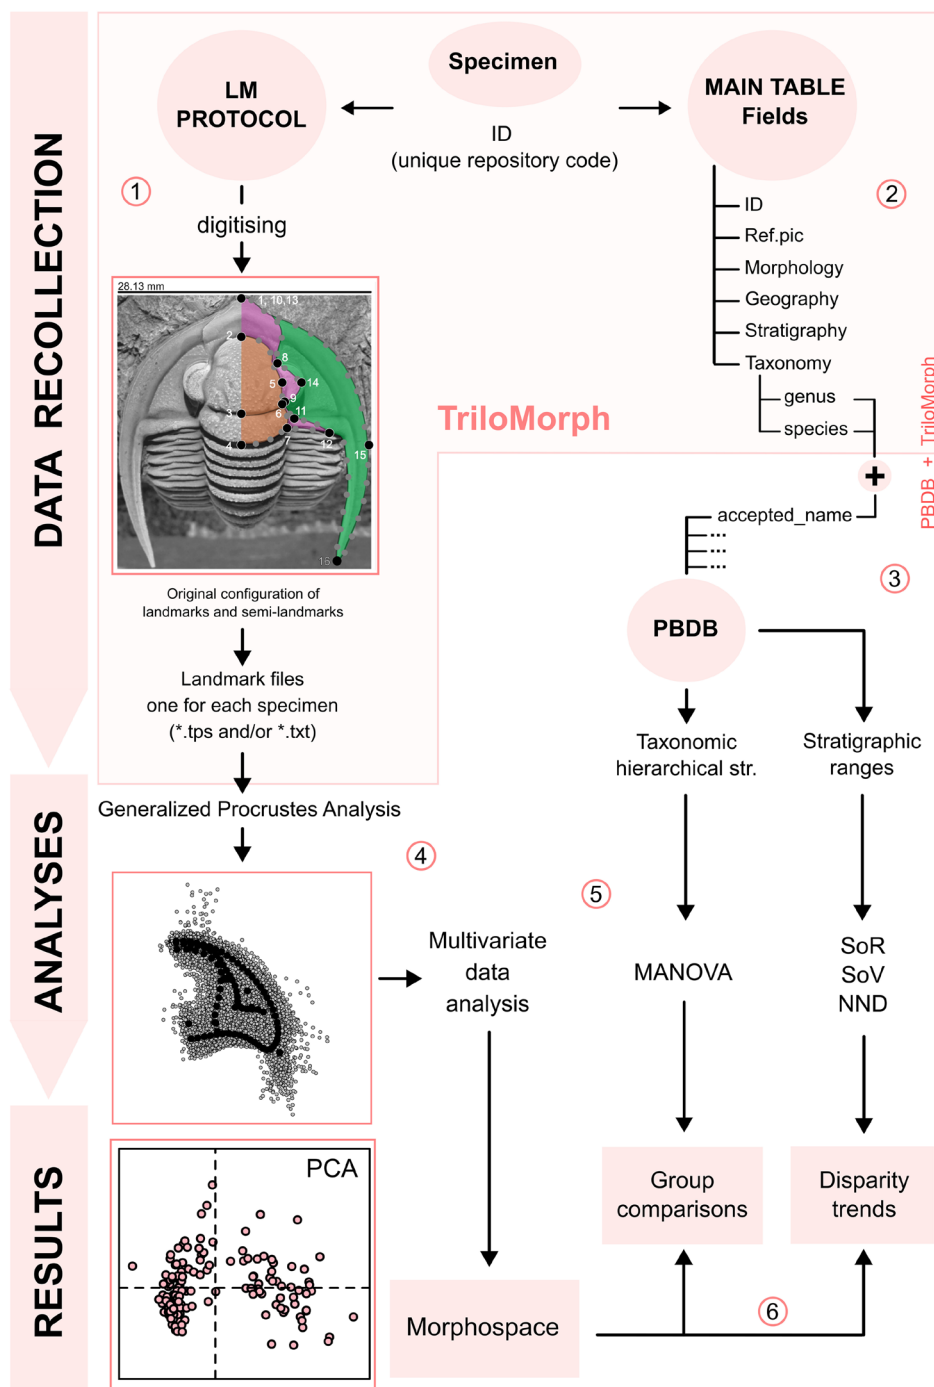 DATA RECOLLECTION
ANALYSES
RESULTS
Specimen
ID
(unique repository code)
LM
PROTOCOL
MAIN TABLE
Fields
1
2
digitising
ID
Ref.pic
Morphology
Geography
Stratigraphy
Taxonomy
genus
species
28.13 mm
1, 10,13
2
8
5
14
9
6
3
11
7
12
4
15
16
TriloMorph
PBDB + TriloMorph
+
accepted_name
...
...
...
3
PBDB
Original configuration of
landmarks and semi-landmarks
Landmark files
one for each specimen
(*.tps and/or *.txt)
Taxonomic
hierarchical str.
Stratigraphic
ranges
Generalized Procrustes Analysis
4
5
Multivariate
data
analysis
MANOVA
SoR
SoV
NND
PCA
Group
comparisons
Disparity
trends
Morphospace
6